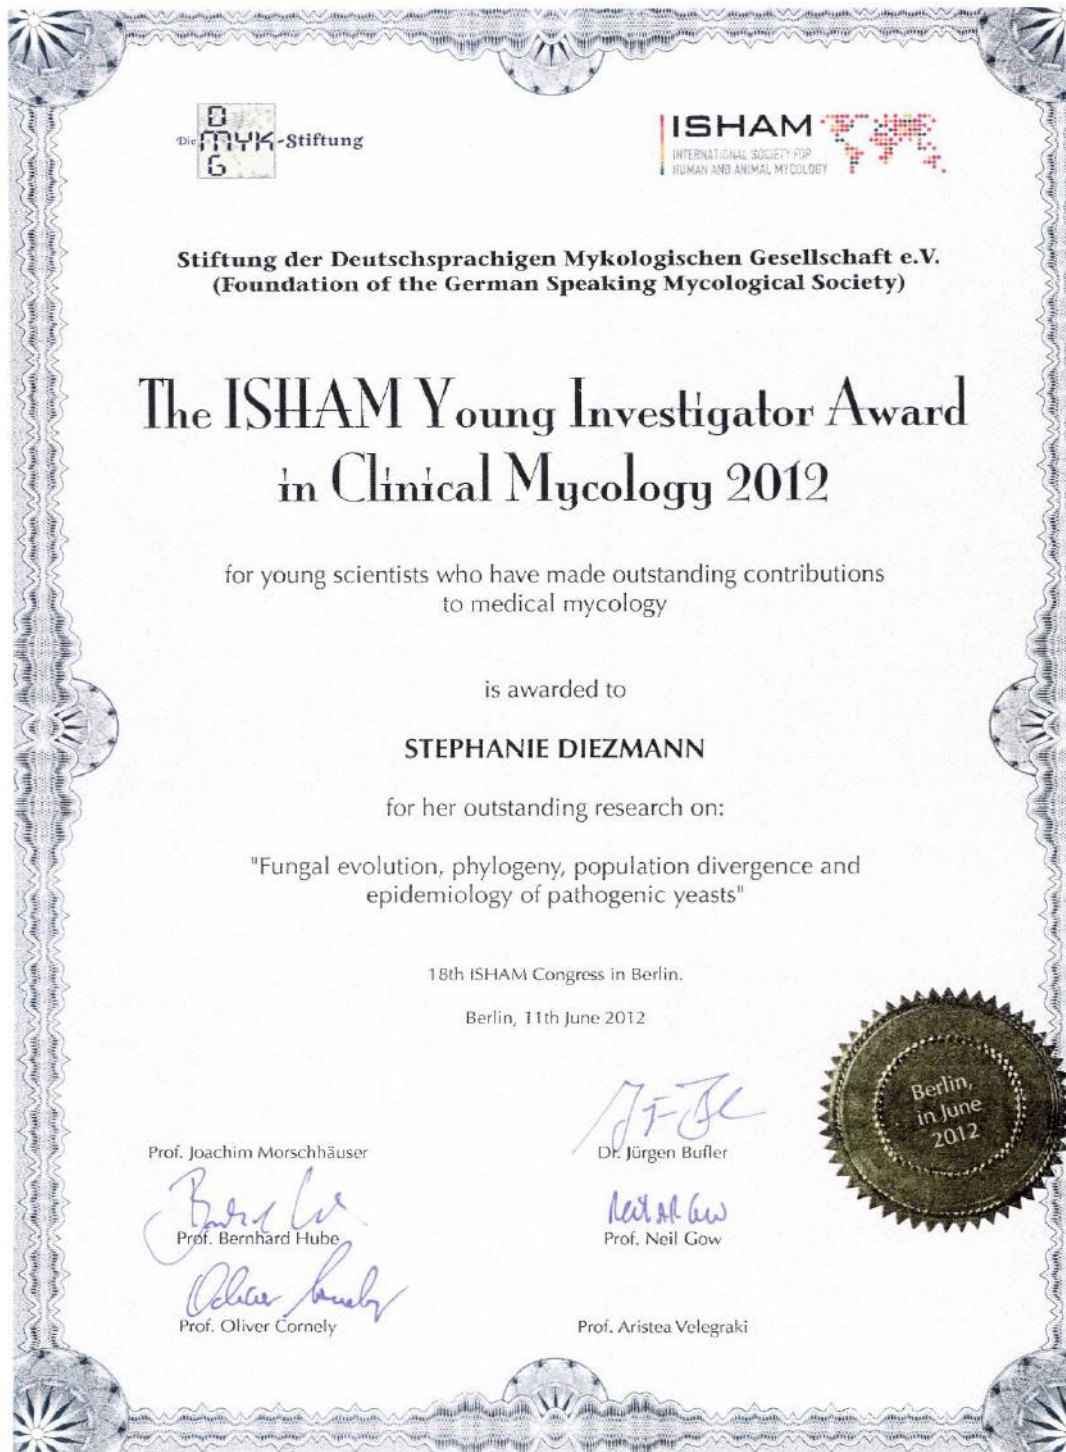 Die DMYKG-Stiftung
ISHAM
INTERNATIONAL SOCIETY FOR
HUMAN AND ANIMAL MYCOLOGY
Stiftung der Deutschsprachigen Mykologischen Gesellschaft e.V.
(Foundation of the German Speaking Mycological Society)
The ISHAM Young Investigator Award
in Clinical Mycology 2012
for young scientists who have made outstanding contributions
to medical mycology
is awarded to
STEPHANIE DIEZMANN
for her outstanding research on:
"Fungal evolution, phylogeny, population divergence and
epidemiology of pathogenic yeasts"
18th ISHAM Congress in Berlin.
Berlin, 11th June 2012
Berlin,
in June
2012
Prof. Joachim Morschhäuser
Dr. Jürgen Bufler
Prof. Bernhard Hube
Neil AR Gow
Prof. Neil Gow
Prof. Oliver Cornely
Prof. Aristea Velegraki